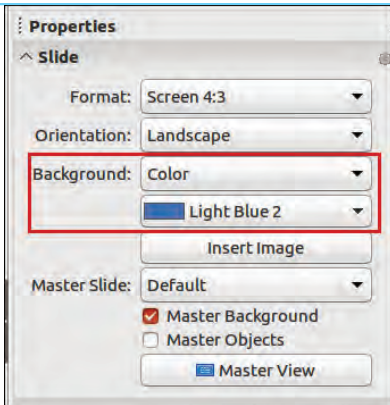 Properties
Slide
Format: Screen 4:3
Orientation: Landscape
Background: Color
Light Blue 2
Insert Image
Master Slide: Default
Master Background
Master Objects
Master View